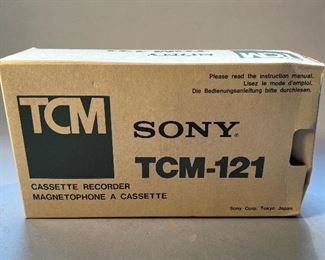 SONY
Please read the instruction manual.
Lisez le mode d'emploi.
Die Bedienungsanleitung bitte durchlesen.
TCM
SONY®
TCM-121
CASSETTE RECORDER
MAGNETOPHONE A CASSETTE
Sony Corp. Tokyo Japan